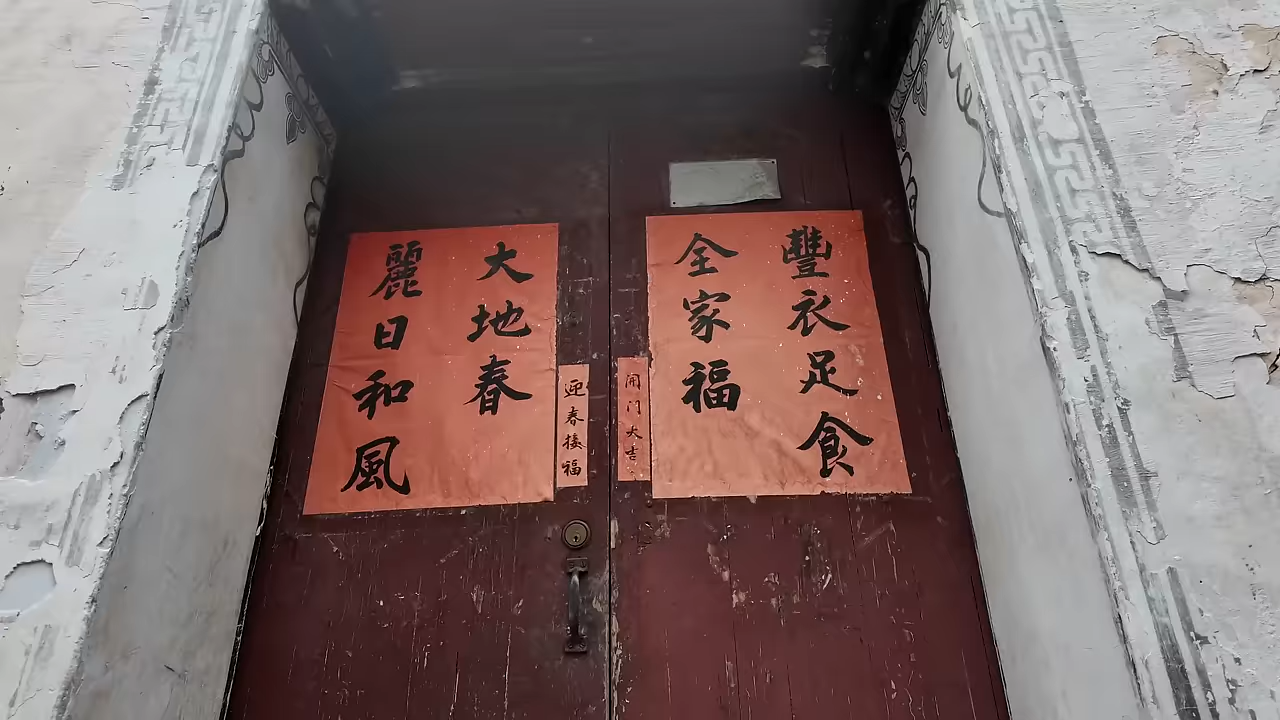 豐衣足食
全家福
開门大吉
迎春接福
大地春
麗日和風